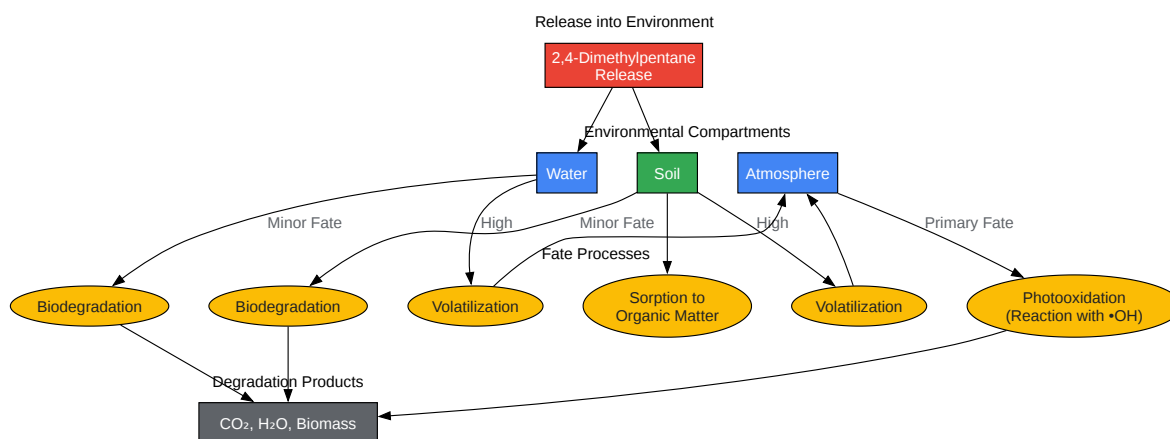 Release into Environment
2,4-Dimethylpentane
Release
Environmental Compartments
Water
Soil
Atmosphere
Minor Fate
High
Minor Fate
High
Primary Fate
Fate Processes
Biodegradation
Biodegradation
Volatilization
Sorption to
Organic Matter
Volatilization
Photooxidation
(Reaction with •OH)
Degradation Products
CO₂, H₂O, Biomass